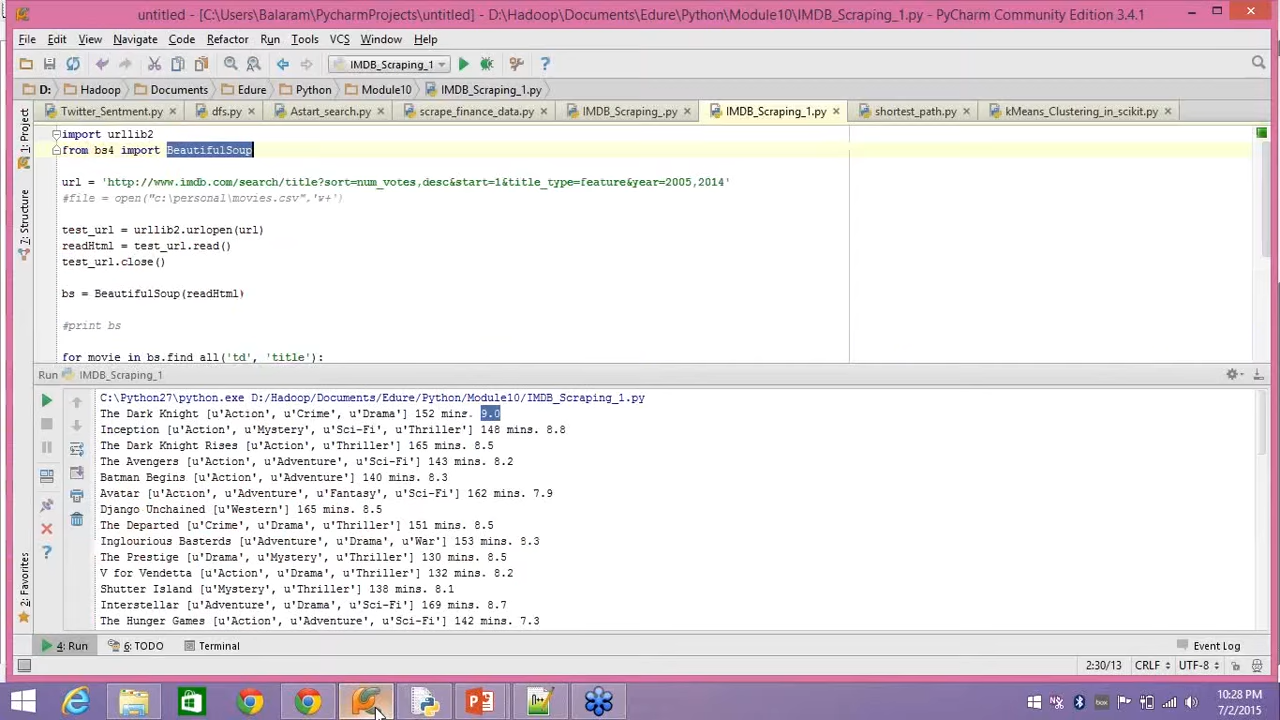 untitled - [C:\Users\Balaram\PycharmProjects\untitled] - D:\Hadoop\Documents\Edure\Python\Module10\IMDB_Scraping_1.py - PyCharm Community Edition 3.4.1
File Edit View Navigate Code Refactor Run Tools VCS Window Help
IMDB_Scraping_1
D: Hadoop Documents Edure Python Module10 IMDB_Scraping_1.py
Twitter_Sentment.py dfs.py Astart_search.py scrape_finance_data.py IMDB_Scraping_.py IMDB_Scraping_1.py shortest_path.py kMeans_Clustering_in_scikit.py
1: Project
7: Structure
2: Favorites
import urllib2
from bs4 import BeautifulSoup
url = 'http://www.imdb.com/search/title?sort=num_votes,desc&start=1&title_type=feature&year=2005,2014'
#file = open("c:\personal\movies.csv",'w+')
test_url = urllib2.urlopen(url)
readHtml = test_url.read()
test_url.close()
bs = BeautifulSoup(readHtml)
#print bs
for movie in bs.find_all('td', 'title'):
Run IMDB_Scraping_1
C:\Python27\python.exe D:/Hadoop/Documents/Edure/Python/Module10/IMDB_Scraping_1.py
The Dark Knight [u'Action', u'Crime', u'Drama'] 152 mins. 9.0
Inception [u'Action', u'Mystery', u'Sci-Fi', u'Thriller'] 148 mins. 8.8
The Dark Knight Rises [u'Action', u'Thriller'] 165 mins. 8.5
The Avengers [u'Action', u'Adventure', u'Sci-Fi'] 143 mins. 8.2
Batman Begins [u'Action', u'Adventure'] 140 mins. 8.3
Avatar [u'Action', u'Adventure', u'Fantasy', u'Sci-Fi'] 162 mins. 7.9
Django Unchained [u'Western'] 165 mins. 8.5
The Departed [u'Crime', u'Drama', u'Thriller'] 151 mins. 8.5
Inglourious Basterds [u'Adventure', u'Drama', u'War'] 153 mins. 8.3
The Prestige [u'Drama', u'Mystery', u'Thriller'] 130 mins. 8.5
V for Vendetta [u'Action', u'Drama', u'Thriller'] 132 mins. 8.2
Shutter Island [u'Mystery', u'Thriller'] 138 mins. 8.1
Interstellar [u'Adventure', u'Drama', u'Sci-Fi'] 169 mins. 8.7
The Hunger Games [u'Action', u'Adventure', u'Sci-Fi'] 142 mins. 7.3
4: Run 6: TODO Terminal Event Log
2:30/13 CRLF UTF-8
10:28 PM
7/2/2015